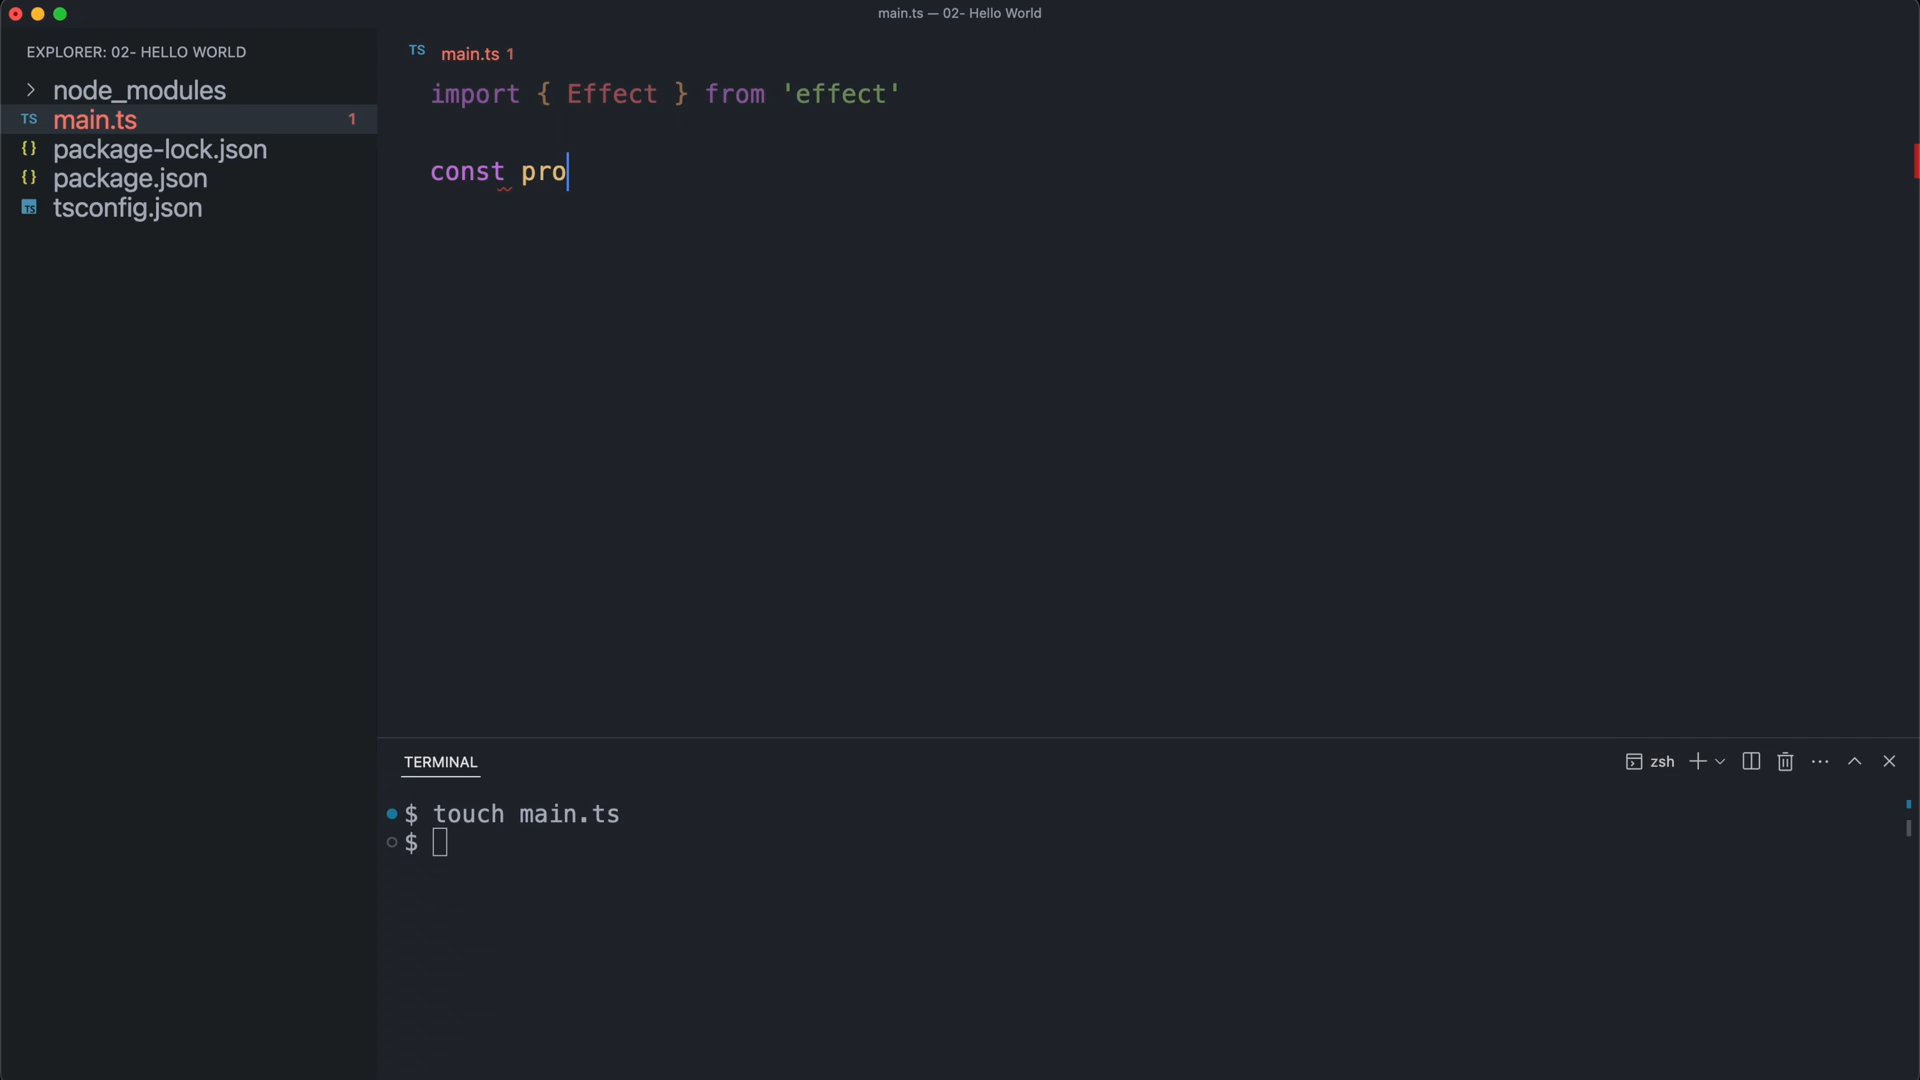 main.ts — 02- Hello World
EXPLORER: 02- HELLO WORLD
node_modules
TS main.ts 1
{} package-lock.json
{} package.json
TS tsconfig.json
TS main.ts 1
import { Effect } from 'effect'
const pro
TERMINAL
zsh
$ touch main.ts
$